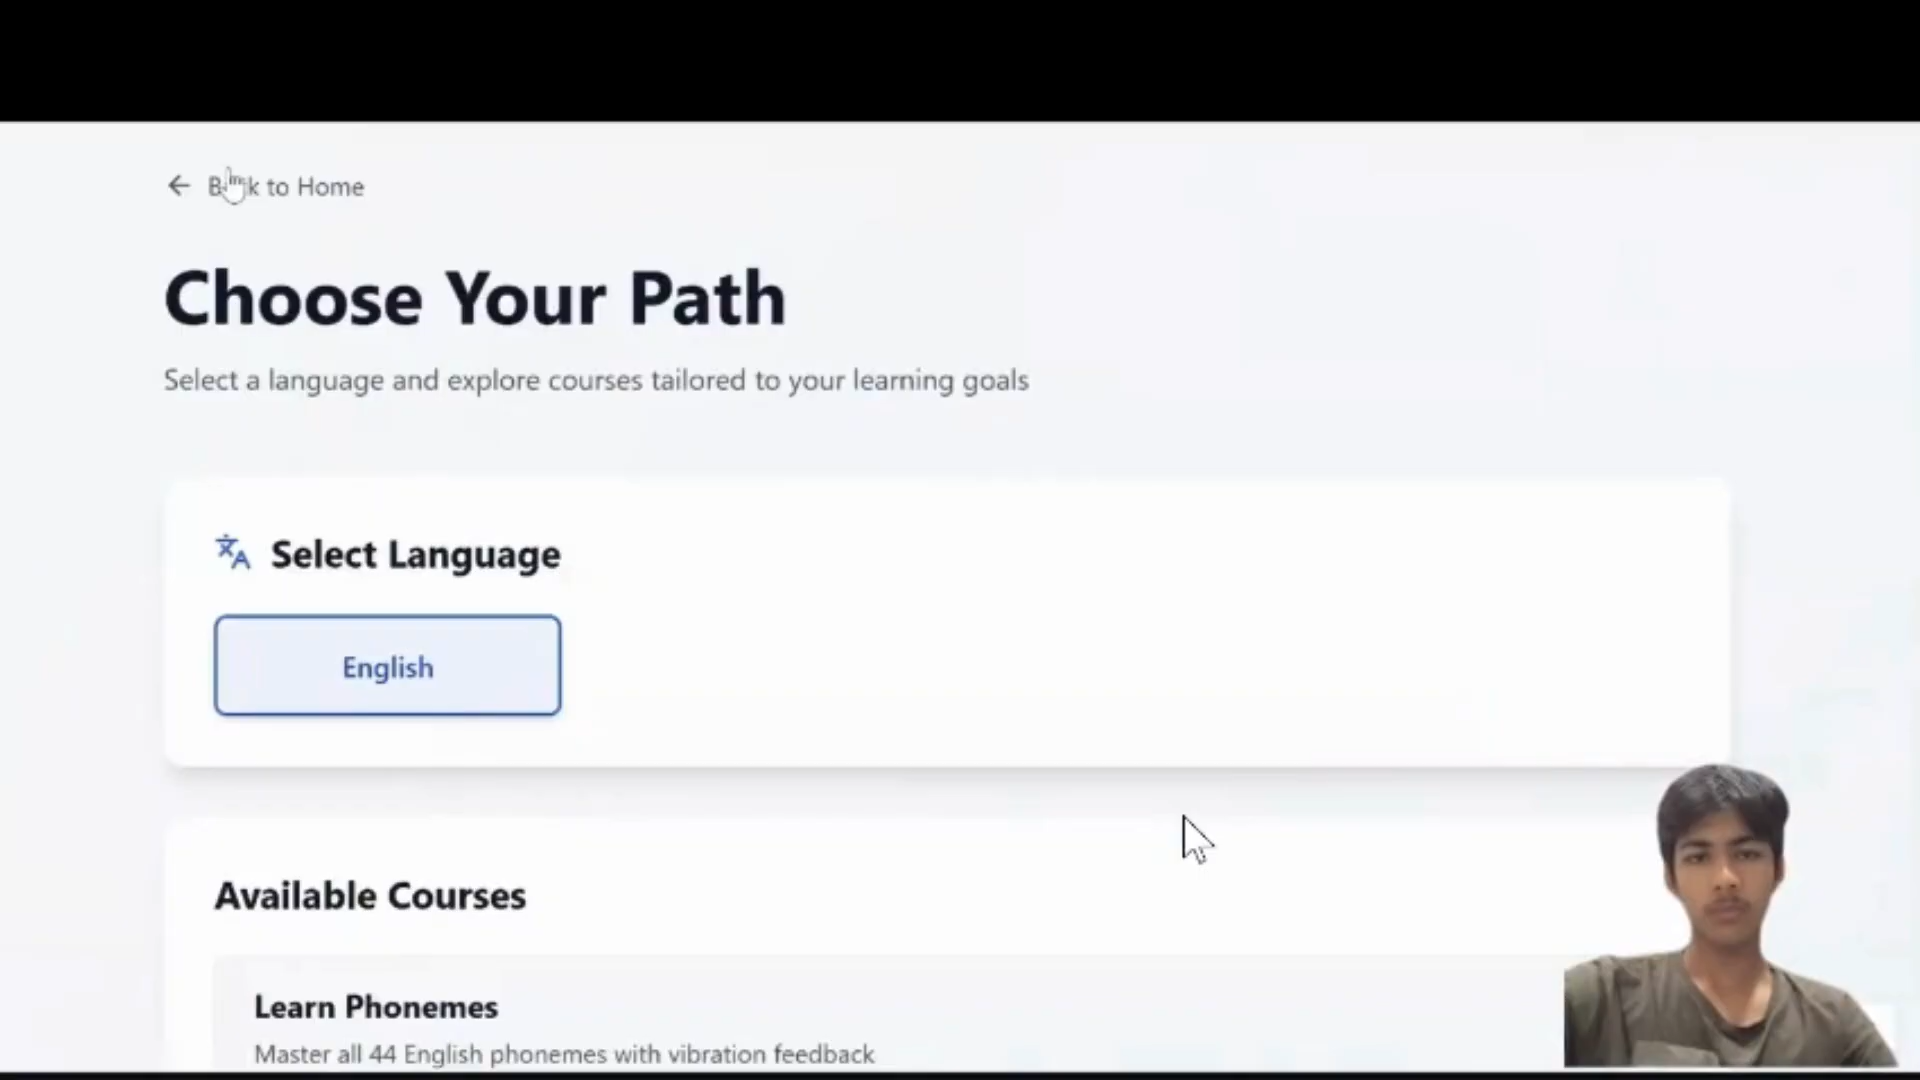 Back to Home
Choose Your Path
Select a language and explore courses tailored to your learning goals
Select Language
English
Available Courses
Learn Phonemes
Master all 44 English phonemes with vibration feedback